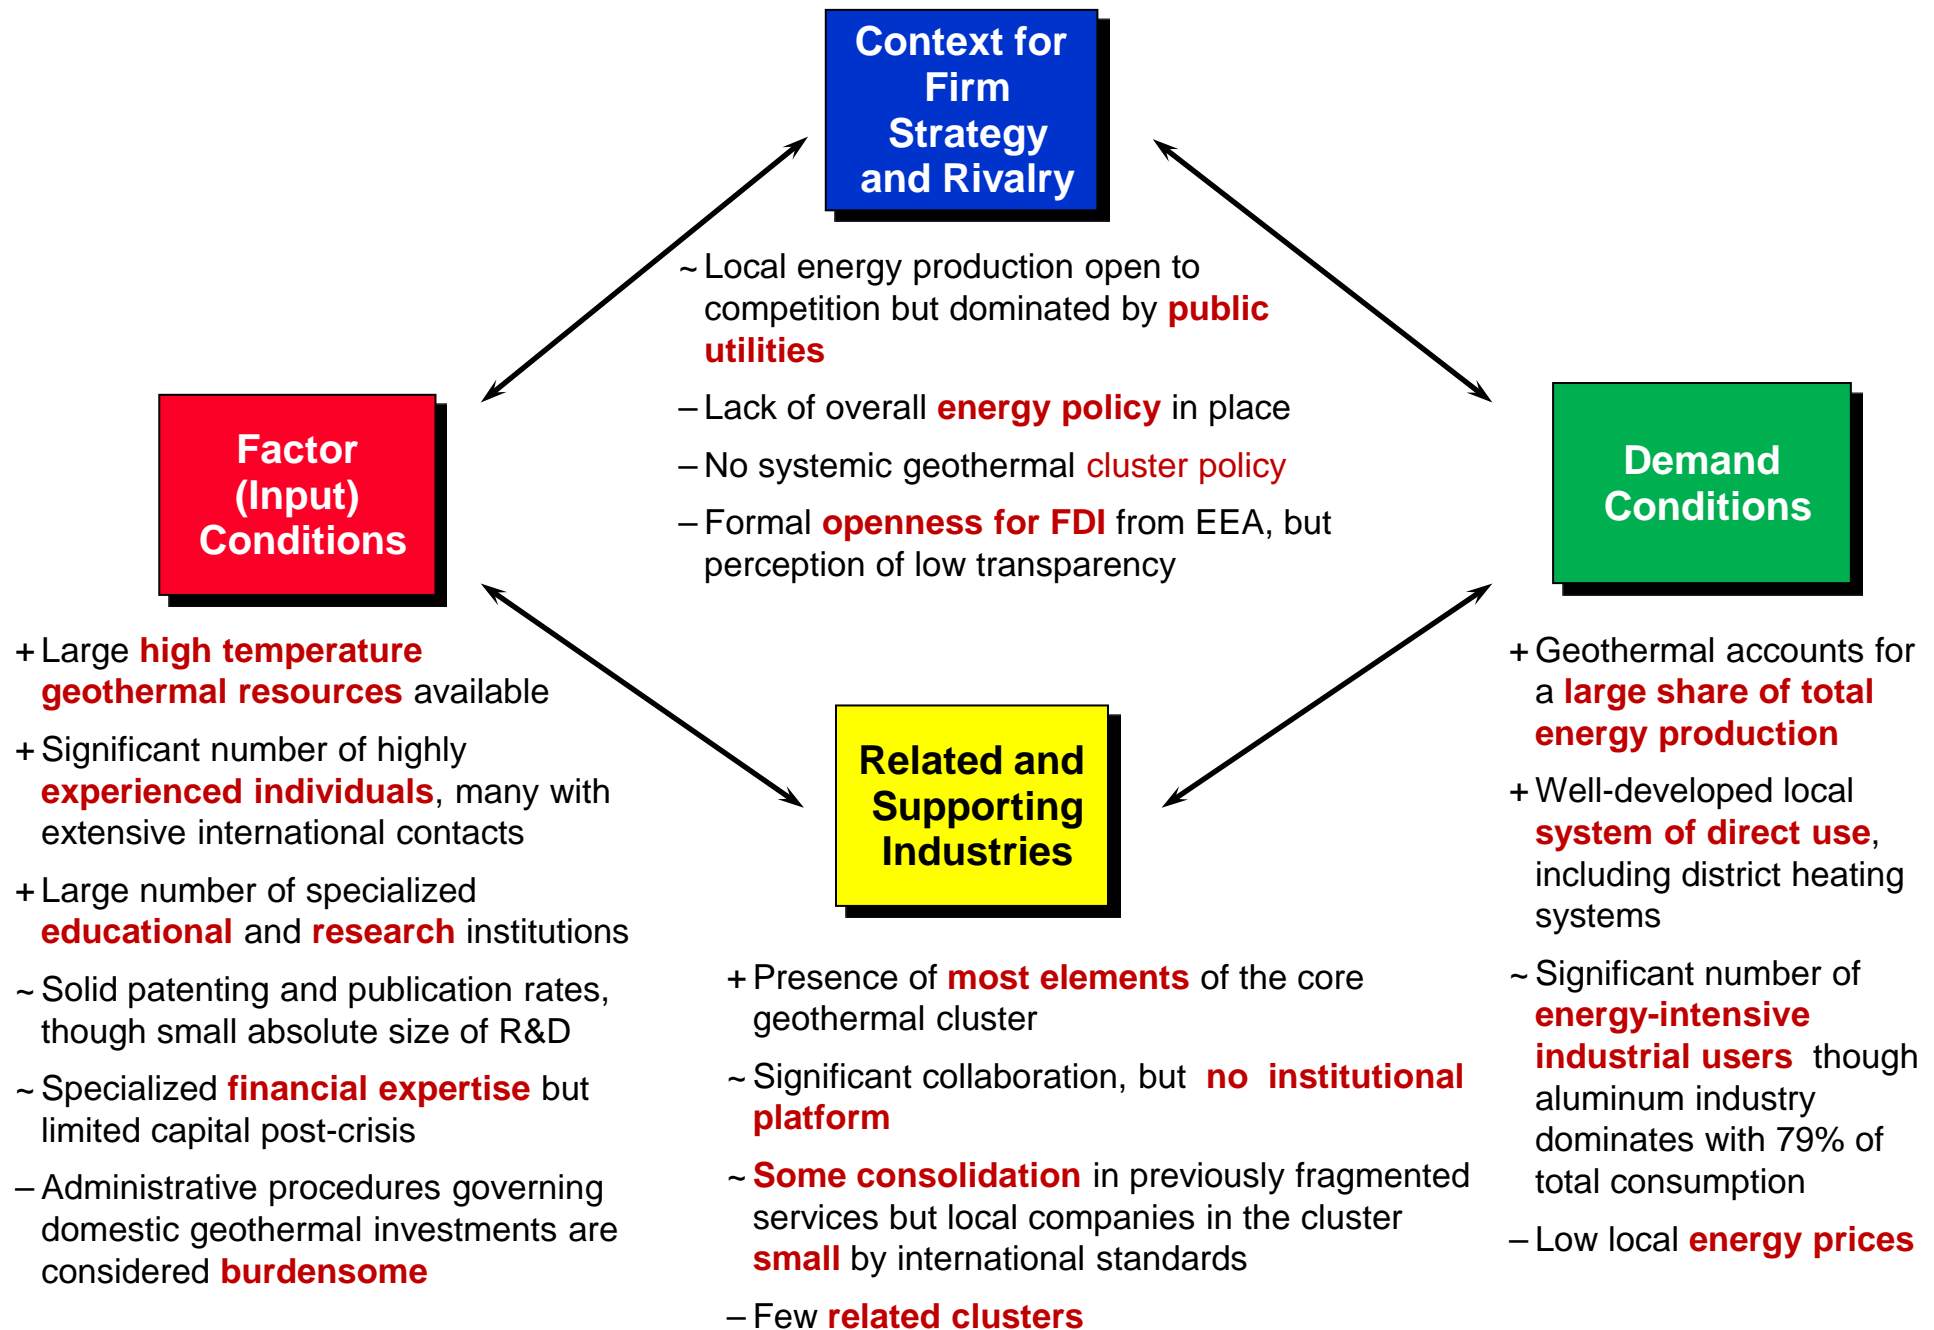 Context for
Firm
Strategy
and Rivalry
~ Local energy production open to
competition but dominated by public
utilities
– Lack of overall energy policy in place
– No systemic geothermal cluster policy
– Formal openness for FDI from EEA, but
perception of low transparency
Factor
(Input)
Conditions
+ Large high temperature
geothermal resources available
+ Significant number of highly
experienced individuals, many with
extensive international contacts
+ Large number of specialized
educational and research institutions
~ Solid patenting and publication rates,
though small absolute size of R&D
~ Specialized financial expertise but
limited capital post-crisis
– Administrative procedures governing
domestic geothermal investments are
considered burdensome
Related and
Supporting
Industries
+ Presence of most elements of the core
geothermal cluster
~ Significant collaboration, but no institutional
platform
~ Some consolidation in previously fragmented
services but local companies in the cluster
small by international standards
– Few related clusters
Demand
Conditions
+ Geothermal accounts for
a large share of total
energy production
+ Well-developed local
system of direct use,
including district heating
systems
~ Significant number of
energy-intensive
industrial users though
aluminum industry
dominates with 79% of
total consumption
– Low local energy prices